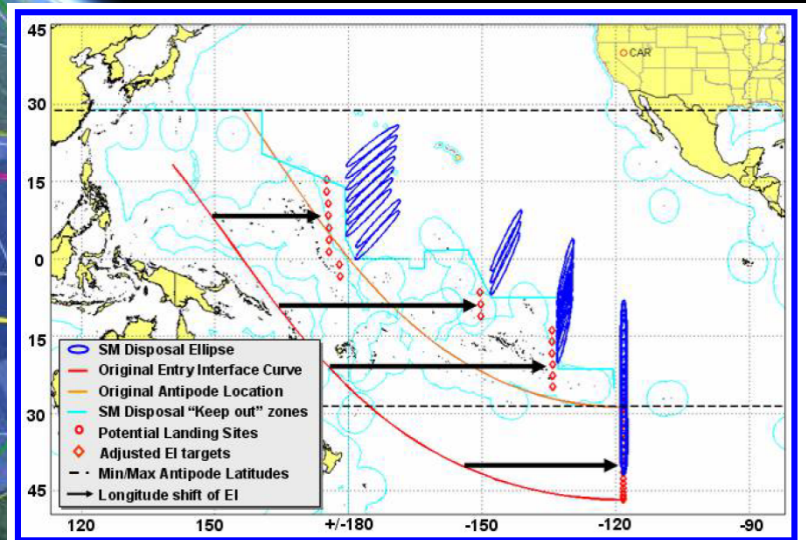 45
30
15
0
15
30
45
CAR
SM Disposal Ellipse
Original Entry Interface Curve
Original Antipode Location
SM Disposal “Keep out” zones
Potential Landing Sites
Adjusted EI targets
Min/Max Antipode Latitudes
Longitude shift of EI
120 150 +/-180 -150 -120 -90